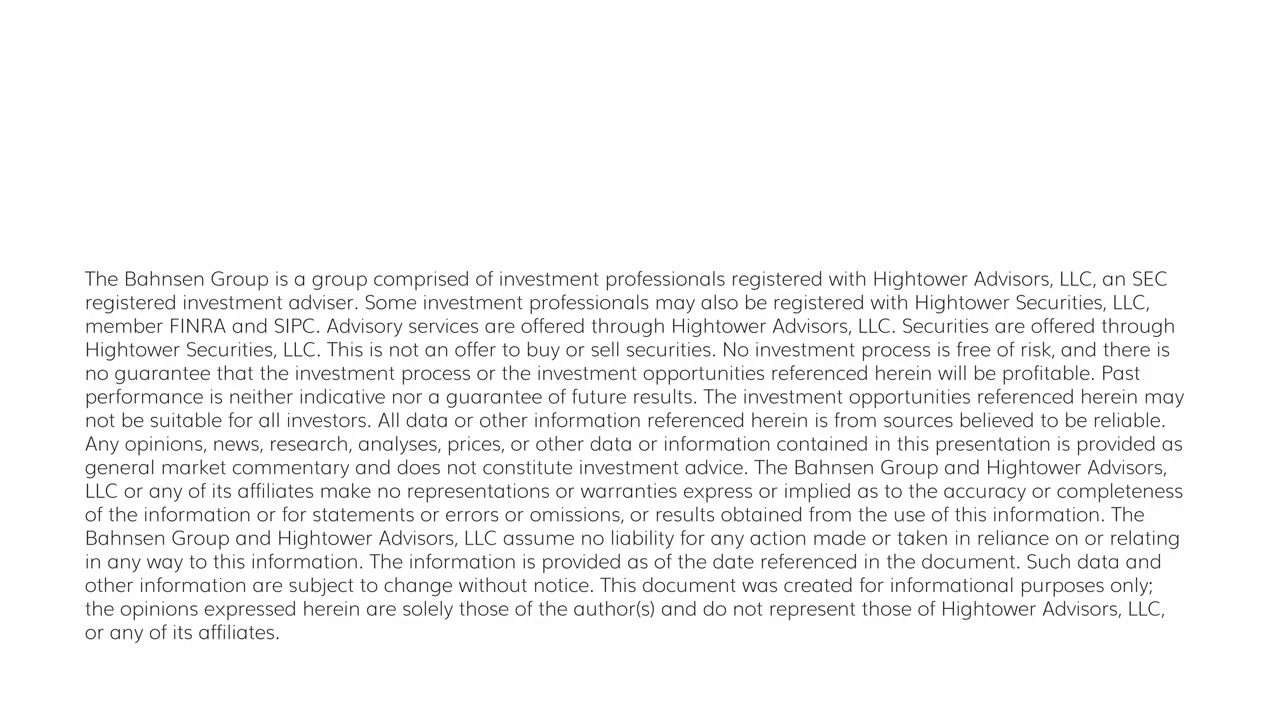 The Bahnsen Group is a group comprised of investment professionals registered with Hightower Advisors, LLC, an SEC
registered investment adviser. Some investment professionals may also be registered with Hightower Securities, LLC,
member FINRA and SIPC. Advisory services are offered through Hightower Advisors, LLC. Securities are offered through
Hightower Securities, LLC. This is not an offer to buy or sell securities. No investment process is free of risk, and there is
no guarantee that the investment process or the investment opportunities referenced herein will be profitable. Past
performance is neither indicative nor a guarantee of future results. The investment opportunities referenced herein may
not be suitable for all investors. All data or other information referenced herein is from sources believed to be reliable.
Any opinions, news, research, analyses, prices, or other data or information contained in this presentation is provided as
general market commentary and does not constitute investment advice. The Bahnsen Group and Hightower Advisors,
LLC or any of its affiliates make no representations or warranties express or implied as to the accuracy or completeness
of the information or for statements or errors or omissions, or results obtained from the use of this information. The
Bahnsen Group and Hightower Advisors, LLC assume no liability for any action made or taken in reliance on or relating
in any way to this information. The information is provided as of the date referenced in the document. Such data and
other information are subject to change without notice. This document was created for informational purposes only;
the opinions expressed herein are solely those of the author(s) and do not represent those of Hightower Advisors, LLC,
or any of its affiliates.